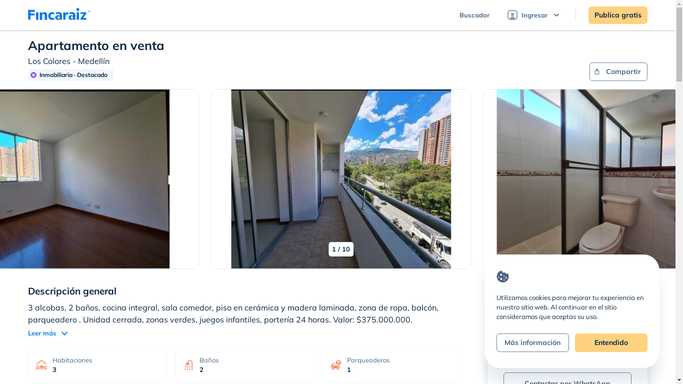 Fincaraiz
Buscador
Ingresar
Publica gratis
Apartamento en venta
Los Colores - Medellín
Inmobiliaria · Destacado
Compartir
1 / 10
Descripción general
3 alcobas, 2 baños, cocina integral, sala comedor, piso en cerámica y madera laminada, zona de ropa, balcón,
parqueadero . Unidad cerrada, zonas verdes, juegos infantiles, portería 24 horas. Valor: $375.000.000.
Leer más
Habitaciones
3
Baños
2
Parqueaderos
1
Utilizamos cookies para mejorar tu experiencia en
nuestro sitio web. Al continuar en el sitio
consideramos que aceptas su uso.
Más información
Entendido
Contactar por WhatsApp